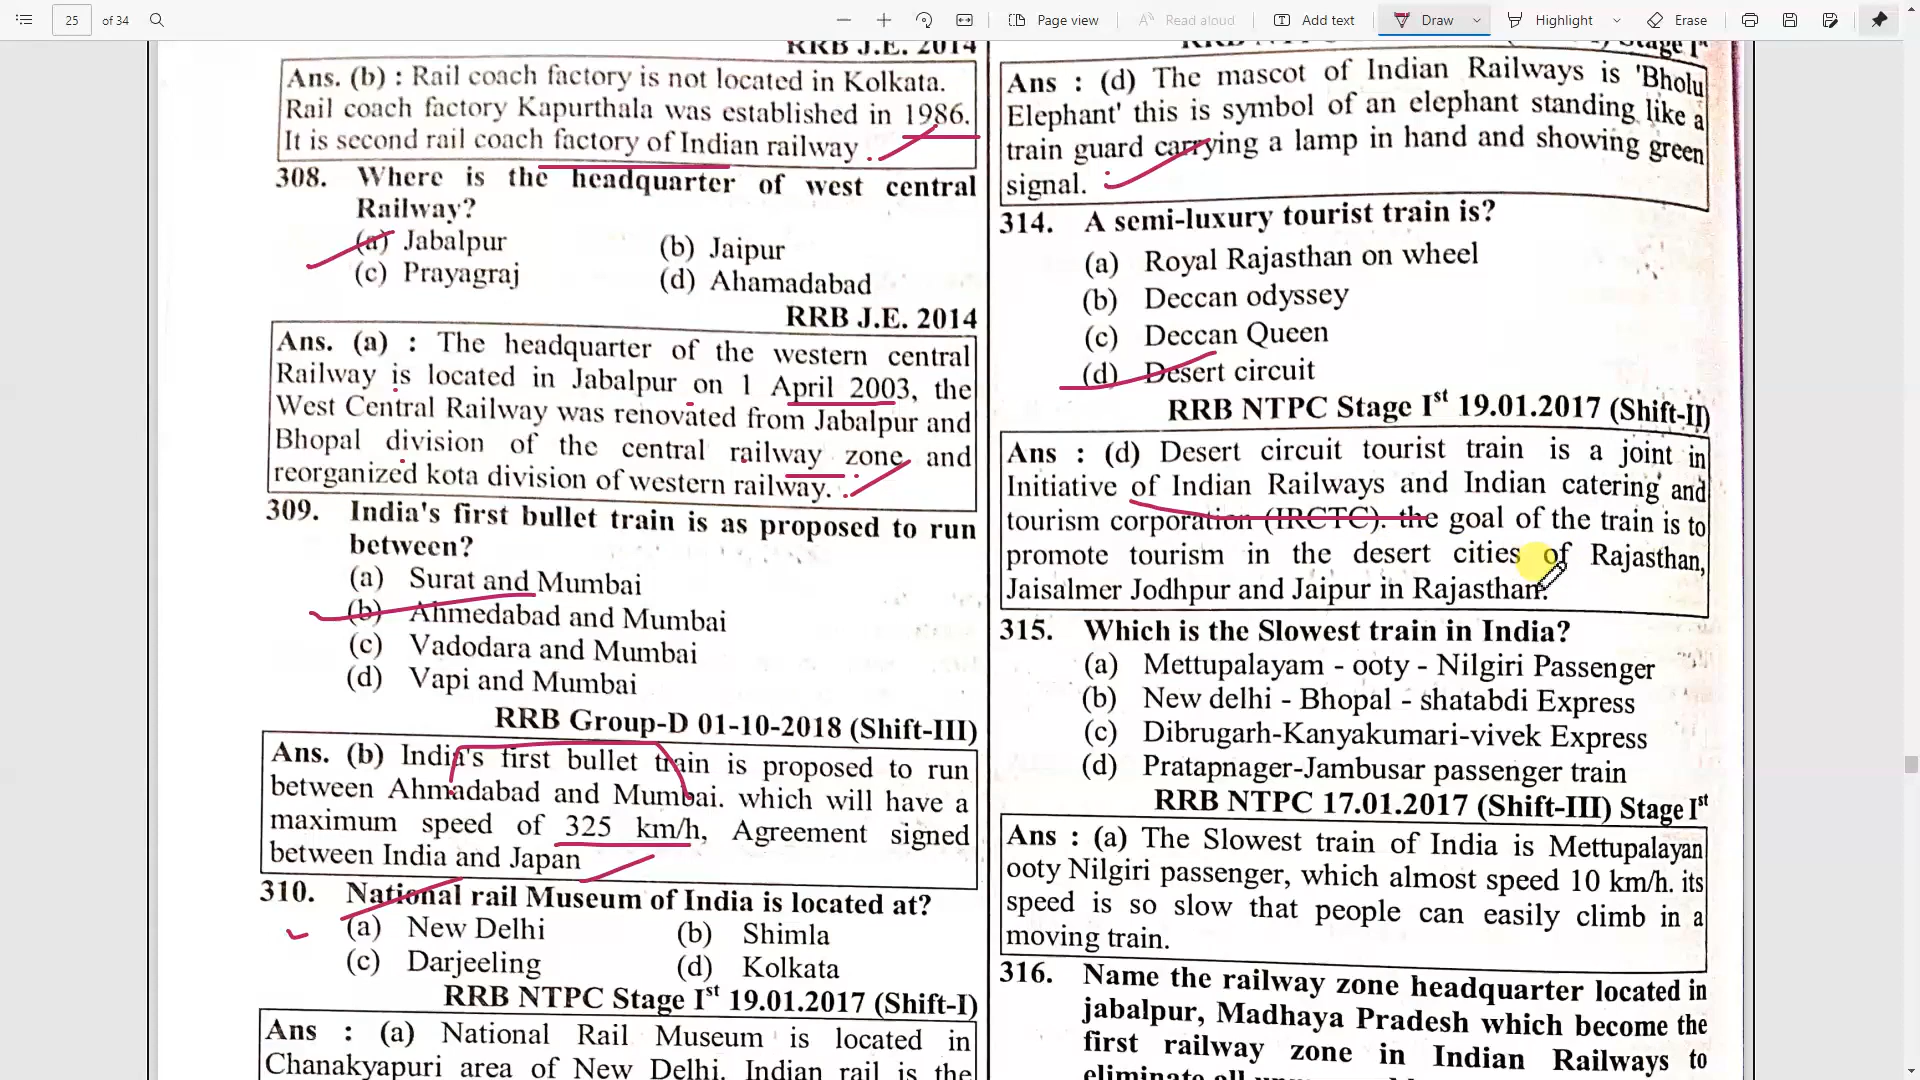 25 of 34
Page view
Read aloud
Add text
Draw
Highlight
Erase
RRB J.E. 2014
Ans. (b) : Rail coach factory is not located in Kolkata.
Rail coach factory Kapurthala was established in 1986.
It is second rail coach factory of Indian railway .
308. Where is the headquarter of west central
Railway?
(a) Jabalpur (b) Jaipur
(c) Prayagraj (d) Ahamadabad
RRB J.E. 2014
Ans. (a) : The headquarter of the western central
Railway is located in Jabalpur on 1 April 2003, the
West Central Railway was renovated from Jabalpur and
Bhopal division of the central railway zone and
reorganized kota division of western railway.
309. India's first bullet train is as proposed to run
between?
(a) Surat and Mumbai
(b) Ahmedabad and Mumbai
(c) Vadodara and Mumbai
(d) Vapi and Mumbai
RRB Group-D 01-10-2018 (Shift-III)
Ans. (b) India's first bullet train is proposed to run
between Ahmadabad and Mumbai. which will have a
maximum speed of 325 km/h, Agreement signed
between India and Japan
310. National rail Museum of India is located at?
(a) New Delhi (b) Shimla
(c) Darjeeling (d) Kolkata
RRB NTPC Stage Ist 19.01.2017 (Shift-I)
Ans : (a) National Rail Museum is located in
Chanakyapuri area of New Delhi. Indian rail is the
Stage Ist
Ans : (d) The mascot of Indian Railways is 'Bholu
Elephant' this is symbol of an elephant standing like a
train guard carrying a lamp in hand and showing green
signal.
314. A semi-luxury tourist train is?
(a) Royal Rajasthan on wheel
(b) Deccan odyssey
(c) Deccan Queen
(d) Desert circuit
RRB NTPC Stage Ist 19.01.2017 (Shift-II)
Ans : (d) Desert circuit tourist train is a joint in
Initiative of Indian Railways and Indian catering and
tourism corporation (IRCTC). the goal of the train is to
promote tourism in the desert cities of Rajasthan,
Jaisalmer Jodhpur and Jaipur in Rajasthan.
315. Which is the Slowest train in India?
(a) Mettupalayam - ooty - Nilgiri Passenger
(b) New delhi - Bhopal - shatabdi Express
(c) Dibrugarh-Kanyakumari-vivek Express
(d) Pratapnager-Jambusar passenger train
RRB NTPC 17.01.2017 (Shift-III) Stage Ist
Ans : (a) The Slowest train of India is Mettupalayan
ooty Nilgiri passenger, which almost speed 10 km/h. its
speed is so slow that people can easily climb in a
moving train.
316. Name the railway zone headquarter located in
jabalpur, Madhaya Pradesh which become the
first railway zone in Indian Railways to
eliminate all